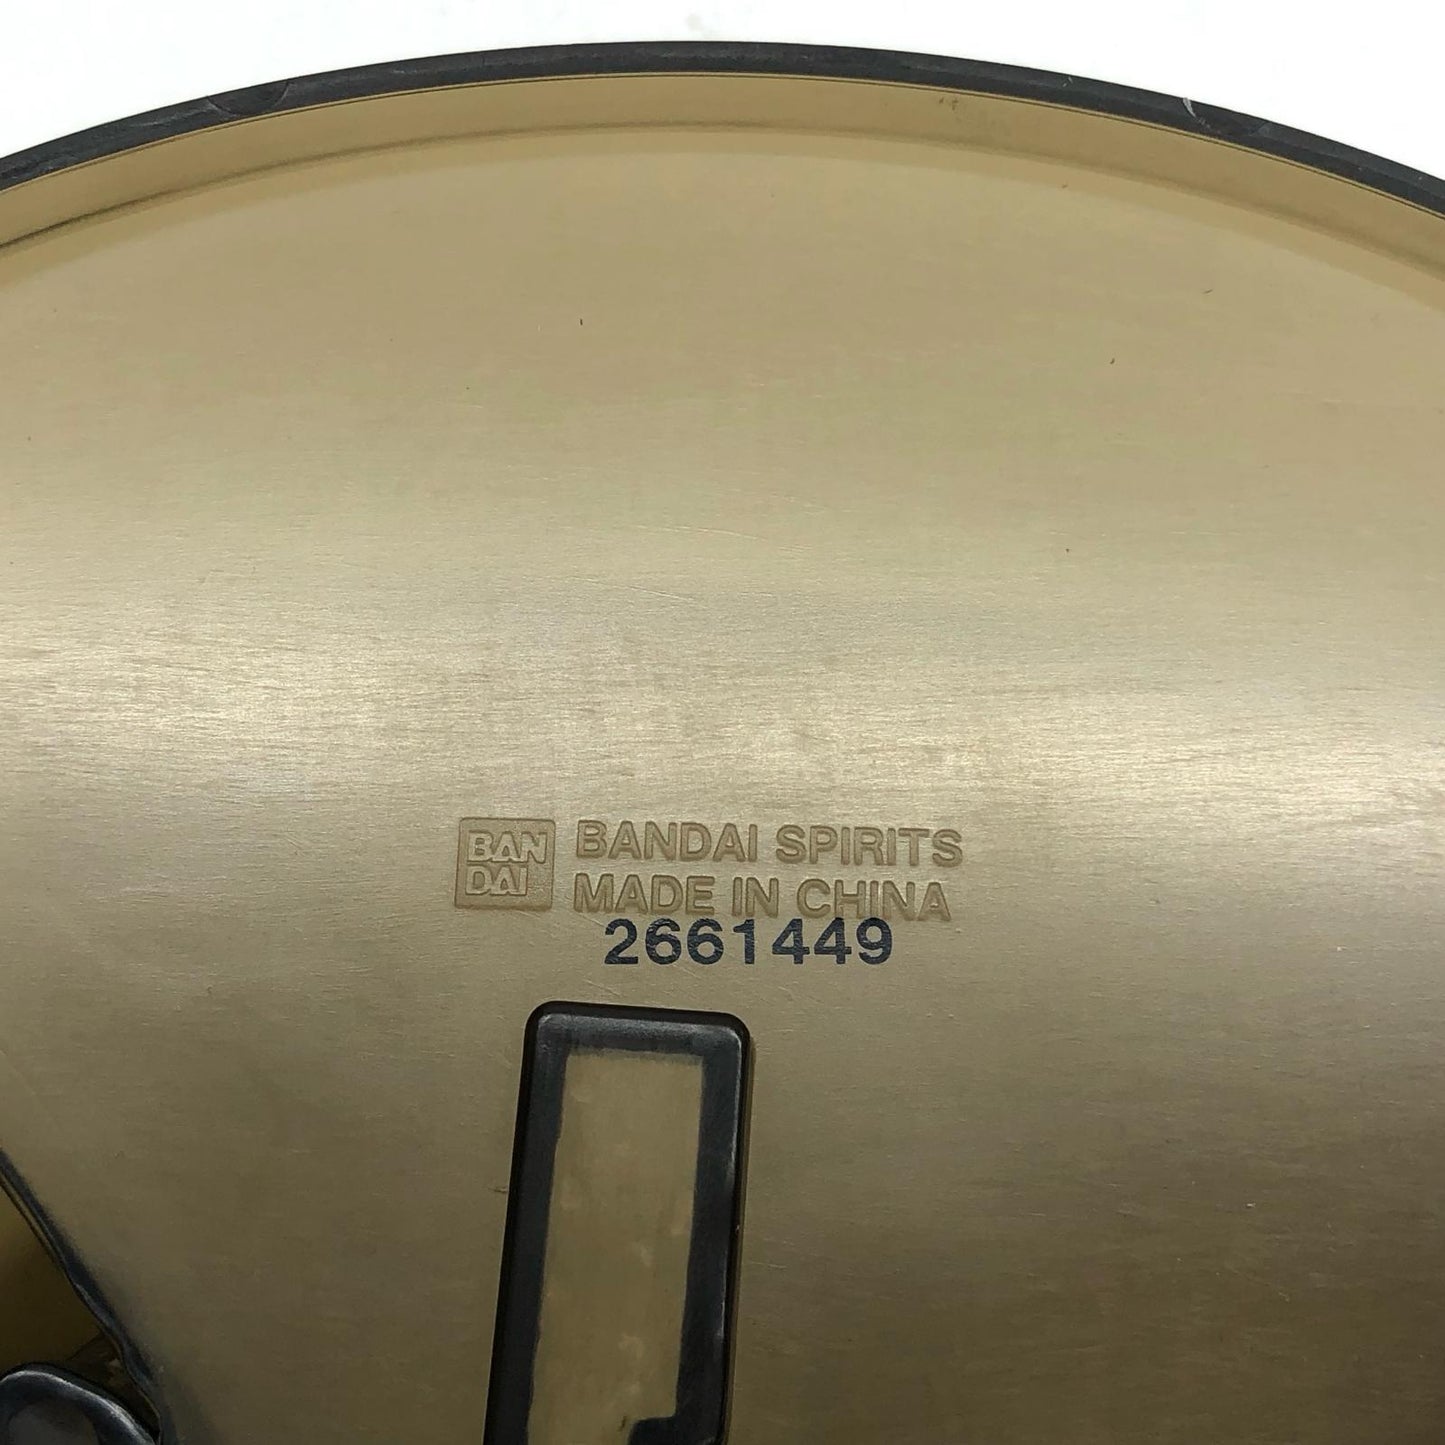 BAN
DAI
BANDAI SPIRITS
MADE IN CHINA
2661449